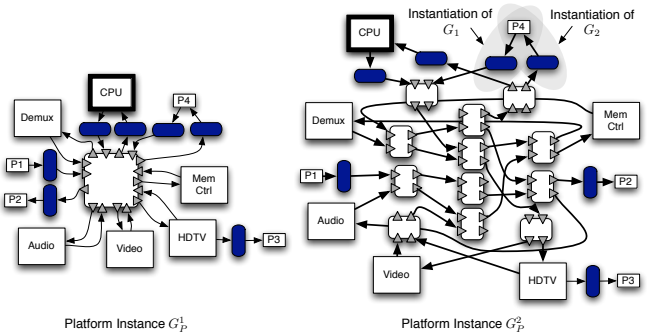 CPU
P4
Demux
P1
P2
Mem
Ctrl
Audio
Video
HDTV
P3
Platform Instance $G_P^1$
Instantiation of
$G_1$
P4
Instantiation of
$G_2$
CPU
Demux
Mem
Ctrl
P1
P2
Audio
Video
HDTV
P3
Platform Instance $G_P^2$